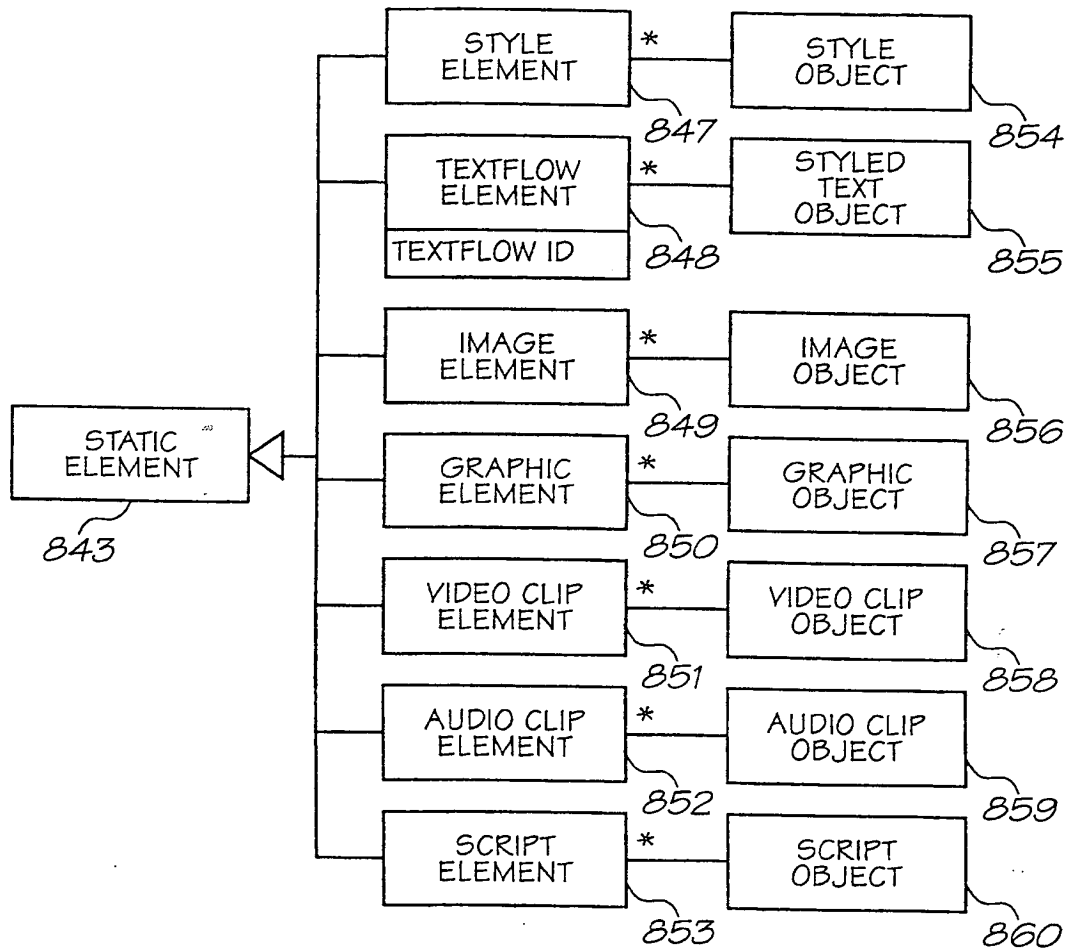 STYLE
ELEMENT
*
STYLE
OBJECT
847
854
TEXTFLOW
ELEMENT
*
STYLED
TEXT
OBJECT
TEXTFLOW ID
848
855
IMAGE
ELEMENT
*
IMAGE
OBJECT
849
856
STATIC
ELEMENT
843
GRAPHIC
ELEMENT
*
GRAPHIC
OBJECT
850
857
VIDEO CLIP
ELEMENT
*
VIDEO CLIP
OBJECT
851
858
AUDIO CLIP
ELEMENT
*
AUDIO CLIP
OBJECT
852
859
SCRIPT
ELEMENT
*
SCRIPT
OBJECT
853
860